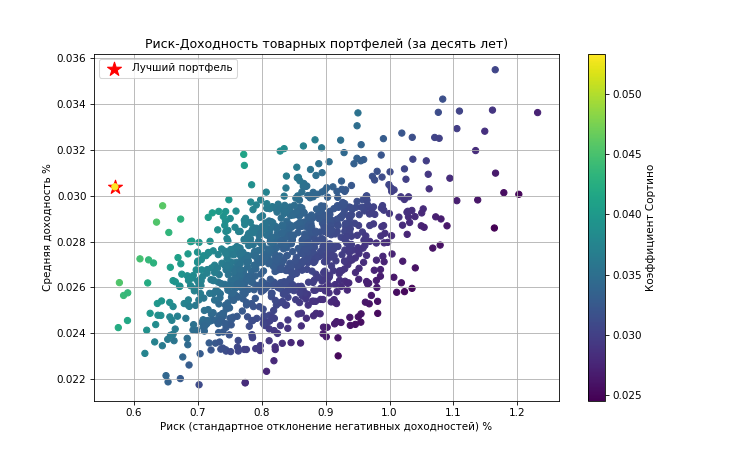 Риск-Доходность товарных портфелей (за десять лет)
Лучший портфель
Средняя доходность %
0.036
0.034
0.032
0.030
0.028
0.026
0.024
0.022
0.6 0.7 0.8 0.9 1.0 1.1 1.2
Риск (стандартное отклонение негативных доходностей) %
0.050
0.045
0.040
0.035
0.030
0.025
Коэффициент Сортино